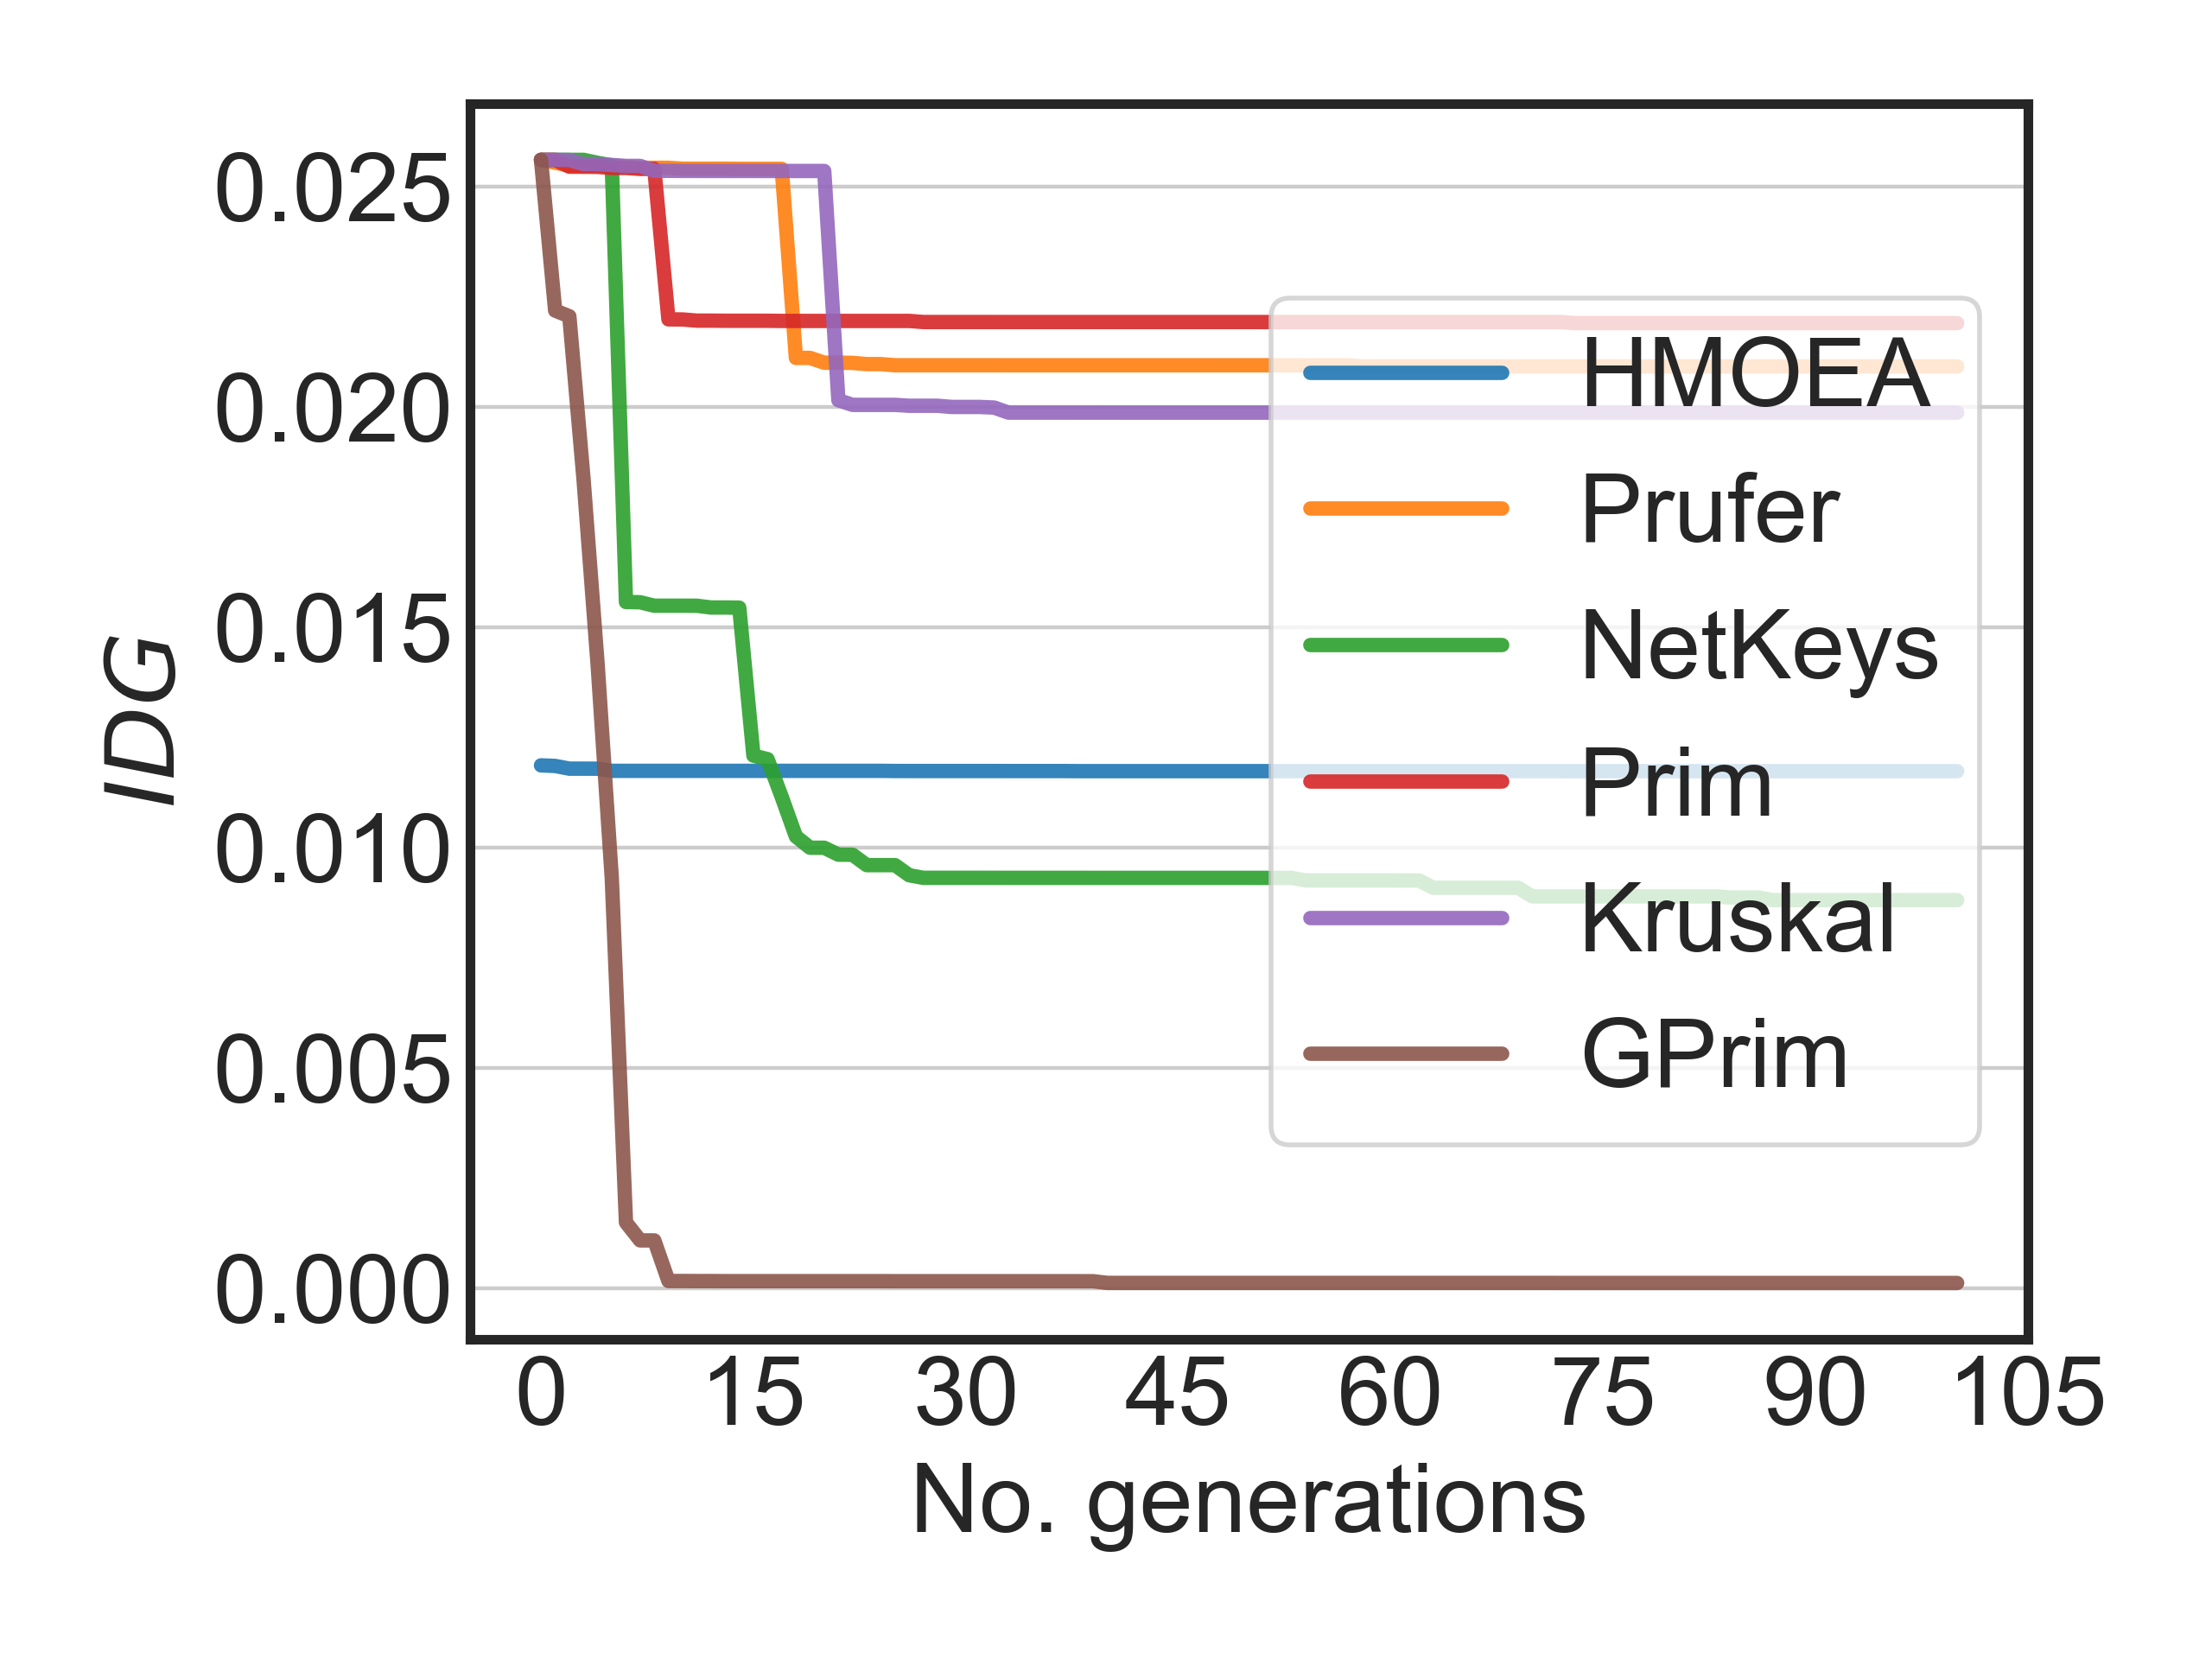 0.025
0.020
0.015
0.010
0.005
0.000
IDG
HMOEA
Prufer
NetKeys
Prim
Kruskal
GPrim
0 15 30 45 60 75 90 105
No. generations